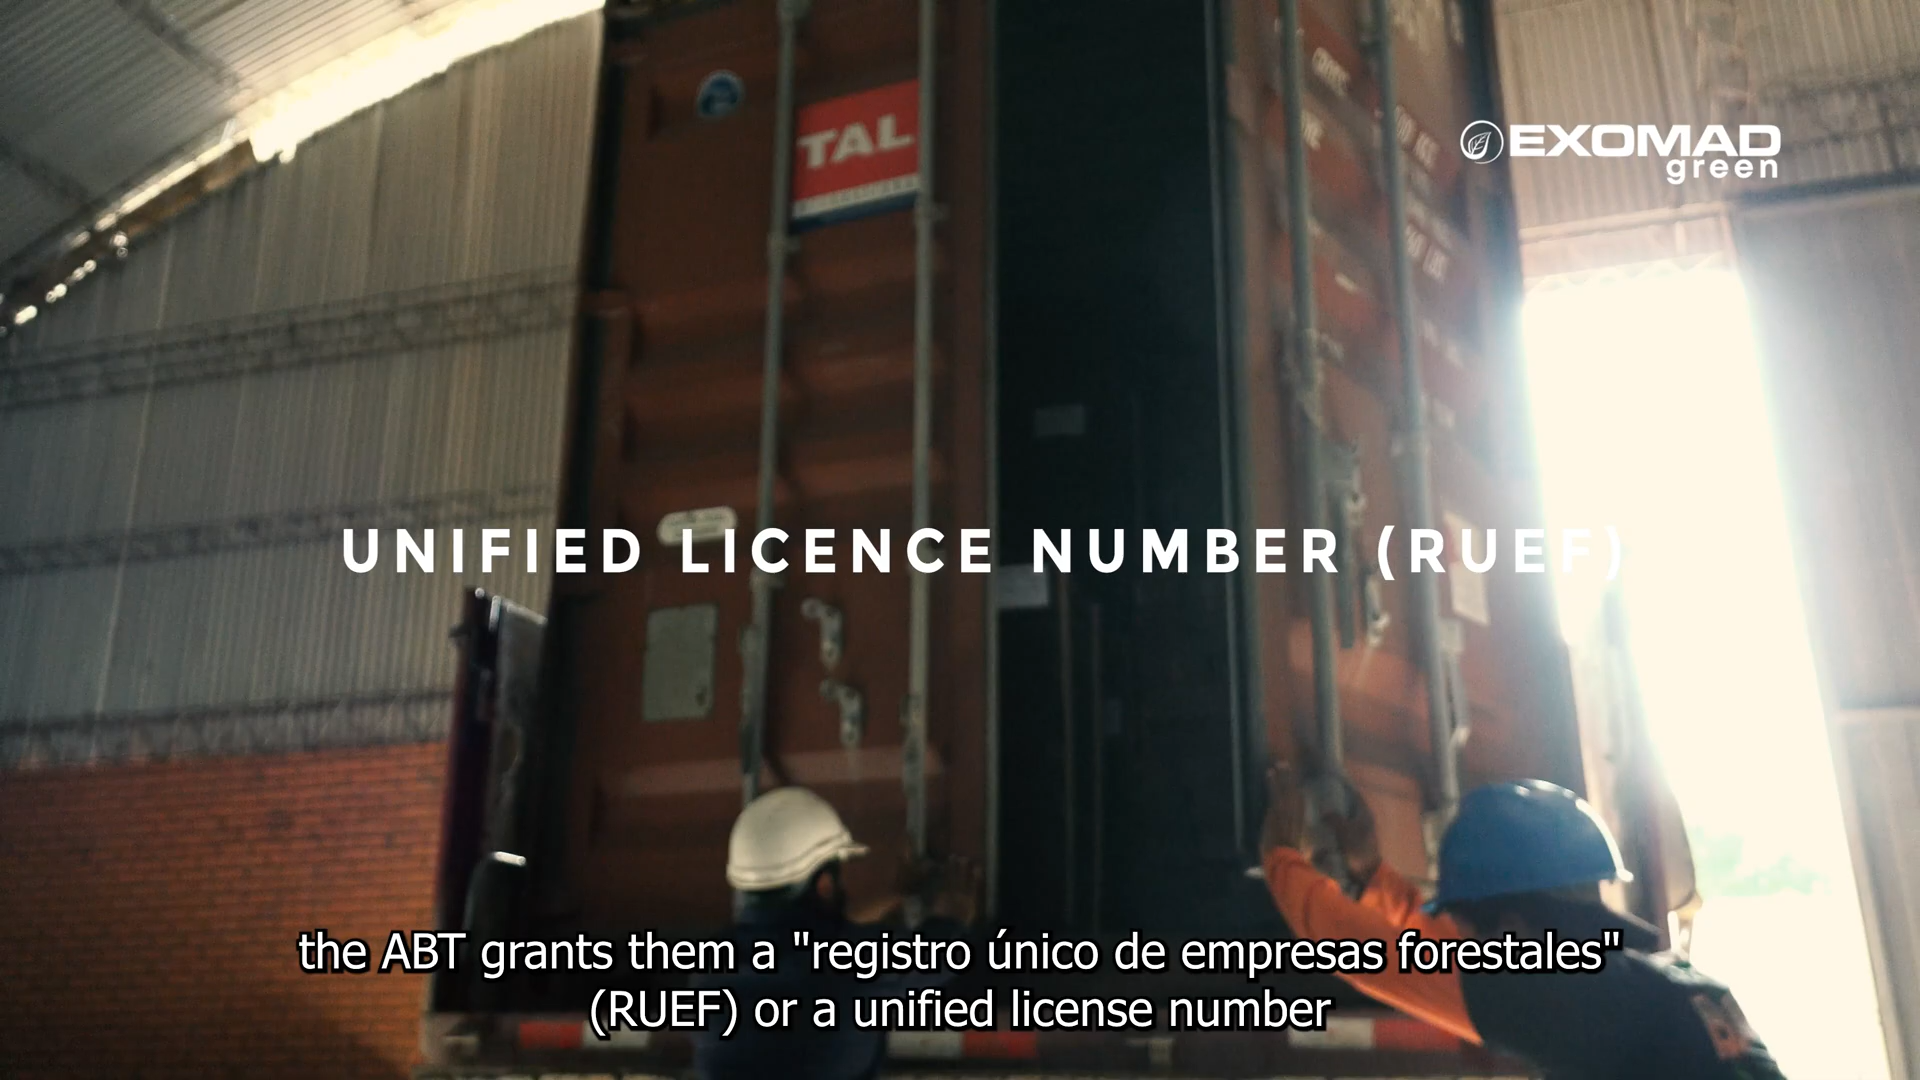 TAL
EXOMAD
green
UNIFIED LICENCE NUMBER (RUEF)
the ABT grants them a "registro único de empresas forestales"
(RUEF) or a unified license number